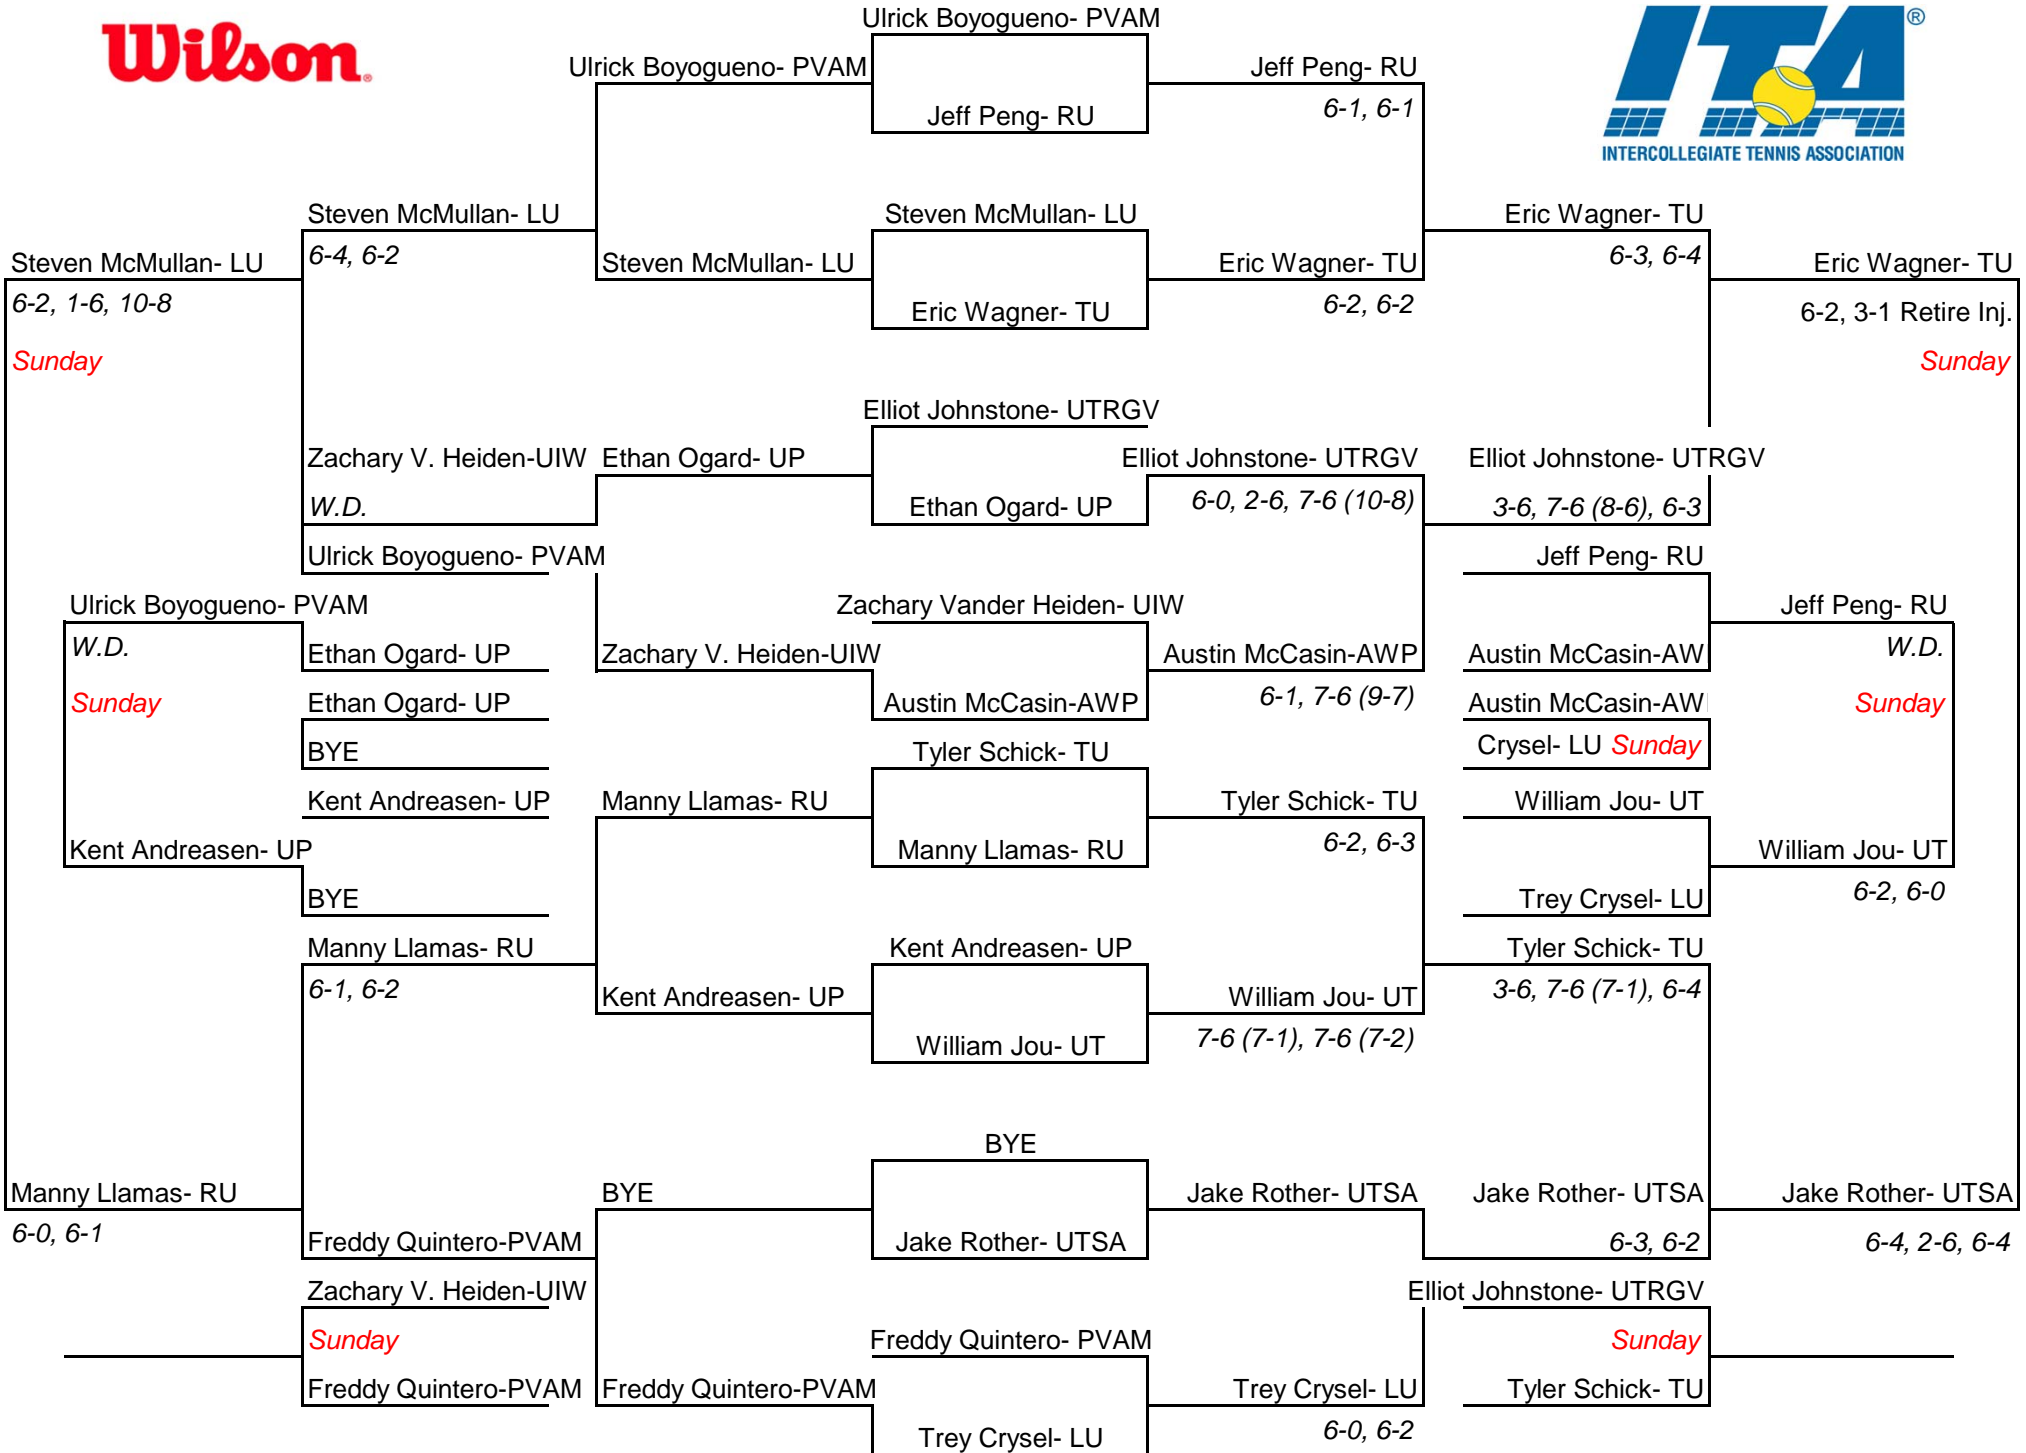 Wilson.
Ulrick Boyogueno- PVAM
ITA®
Ulrick Boyogueno- PVAM
Jeff Peng- RU
Jeff Peng- RU
6-1, 6-1
INTERCOLLEGIATE TENNIS ASSOCIATION
Steven McMullan- LU
Steven McMullan- LU
Eric Wagner- TU
Steven McMullan- LU
6-4, 6-2
Steven McMullan- LU
Eric Wagner- TU
6-3, 6-4
Eric Wagner- TU
6-2, 1-6, 10-8
Eric Wagner- TU
6-2, 6-2
6-2, 3-1 Retire Inj.
Sunday
Sunday
Elliot Johnstone- UTRGV
Zachary V. Heiden-UIW
Ethan Ogard- UP
Elliot Johnstone- UTRGV
Elliot Johnstone- UTRGV
W.D.
Ethan Ogard- UP
6-0, 2-6, 7-6 (10-8)
3-6, 7-6 (8-6), 6-3
Ulrick Boyogueno- PVAM
Jeff Peng- RU
Ulrick Boyogueno- PVAM
Zachary Vander Heiden- UIW
Jeff Peng- RU
W.D.
Ethan Ogard- UP
Zachary V. Heiden-UIW
Austin McCasin-AWP
Austin McCasin-AW
W.D.
Sunday
Ethan Ogard- UP
Austin McCasin-AWP
6-1, 7-6 (9-7)
Austin McCasin-AW
Sunday
BYE
Tyler Schick- TU
Crysel- LU Sunday
Kent Andreasen- UP
Manny Llamas- RU
Tyler Schick- TU
William Jou- UT
Kent Andreasen- UP
Manny Llamas- RU
6-2, 6-3
William Jou- UT
BYE
Trey Crysel- LU
6-2, 6-0
Manny Llamas- RU
Kent Andreasen- UP
Tyler Schick- TU
6-1, 6-2
Kent Andreasen- UP
William Jou- UT
3-6, 7-6 (7-1), 6-4
William Jou- UT
7-6 (7-1), 7-6 (7-2)
BYE
Manny Llamas- RU
BYE
Jake Rother- UTSA
Jake Rother- UTSA
Jake Rother- UTSA
6-0, 6-1
Freddy Quintero-PVAM
Jake Rother- UTSA
6-3, 6-2
6-4, 2-6, 6-4
Zachary V. Heiden-UIW
Elliot Johnstone- UTRGV
Sunday
Freddy Quintero- PVAM
Sunday
Freddy Quintero-PVAM
Freddy Quintero-PVAM
Trey Crysel- LU
Tyler Schick- TU
Trey Crysel- LU
6-0, 6-2